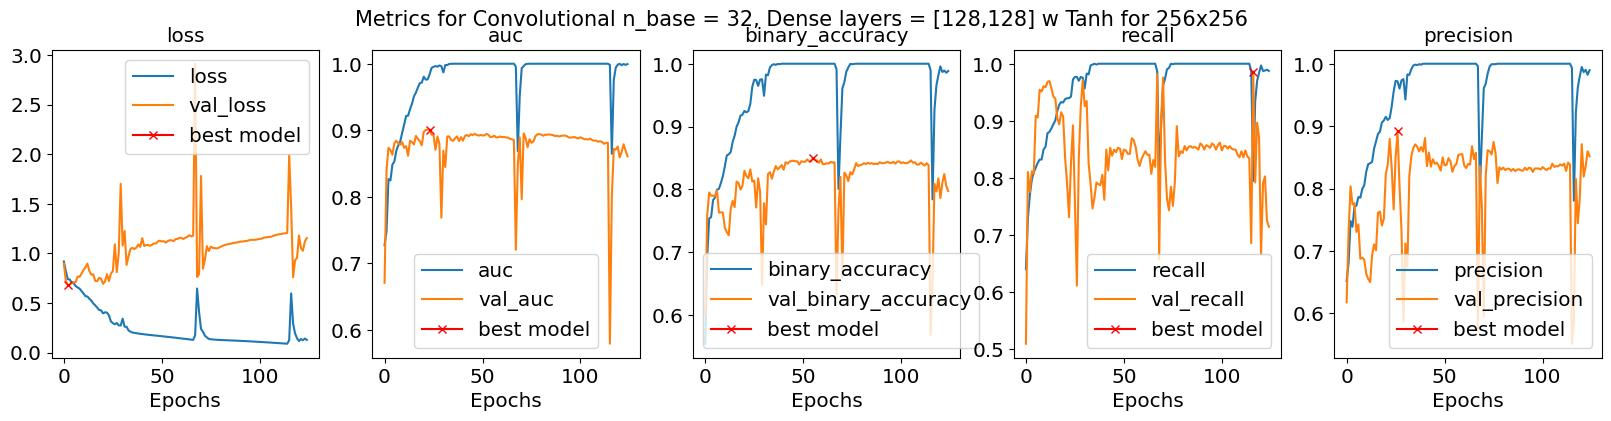 Metrics for Convolutional n_base = 32, Dense layers = [128,128] w Tanh for 256x256
loss
3.0
2.5
2.0
1.5
1.0
0.5
0.0
loss
val_loss
best model
0 50 100
Epochs
auc
1.0
0.9
0.8
0.7
0.6
auc
val_auc
best model
0 50 100
Epochs
binary_accuracy
1.0
0.9
0.8
0.7
0.6
binary_accuracy
val_binary_accuracy
best model
0 50 100
Epochs
recall
1.0
0.9
0.8
0.7
0.6
0.5
recall
val_recall
best model
0 50 100
Epochs
precision
1.0
0.9
0.8
0.7
0.6
precision
val_precision
best model
0 50 100
Epochs